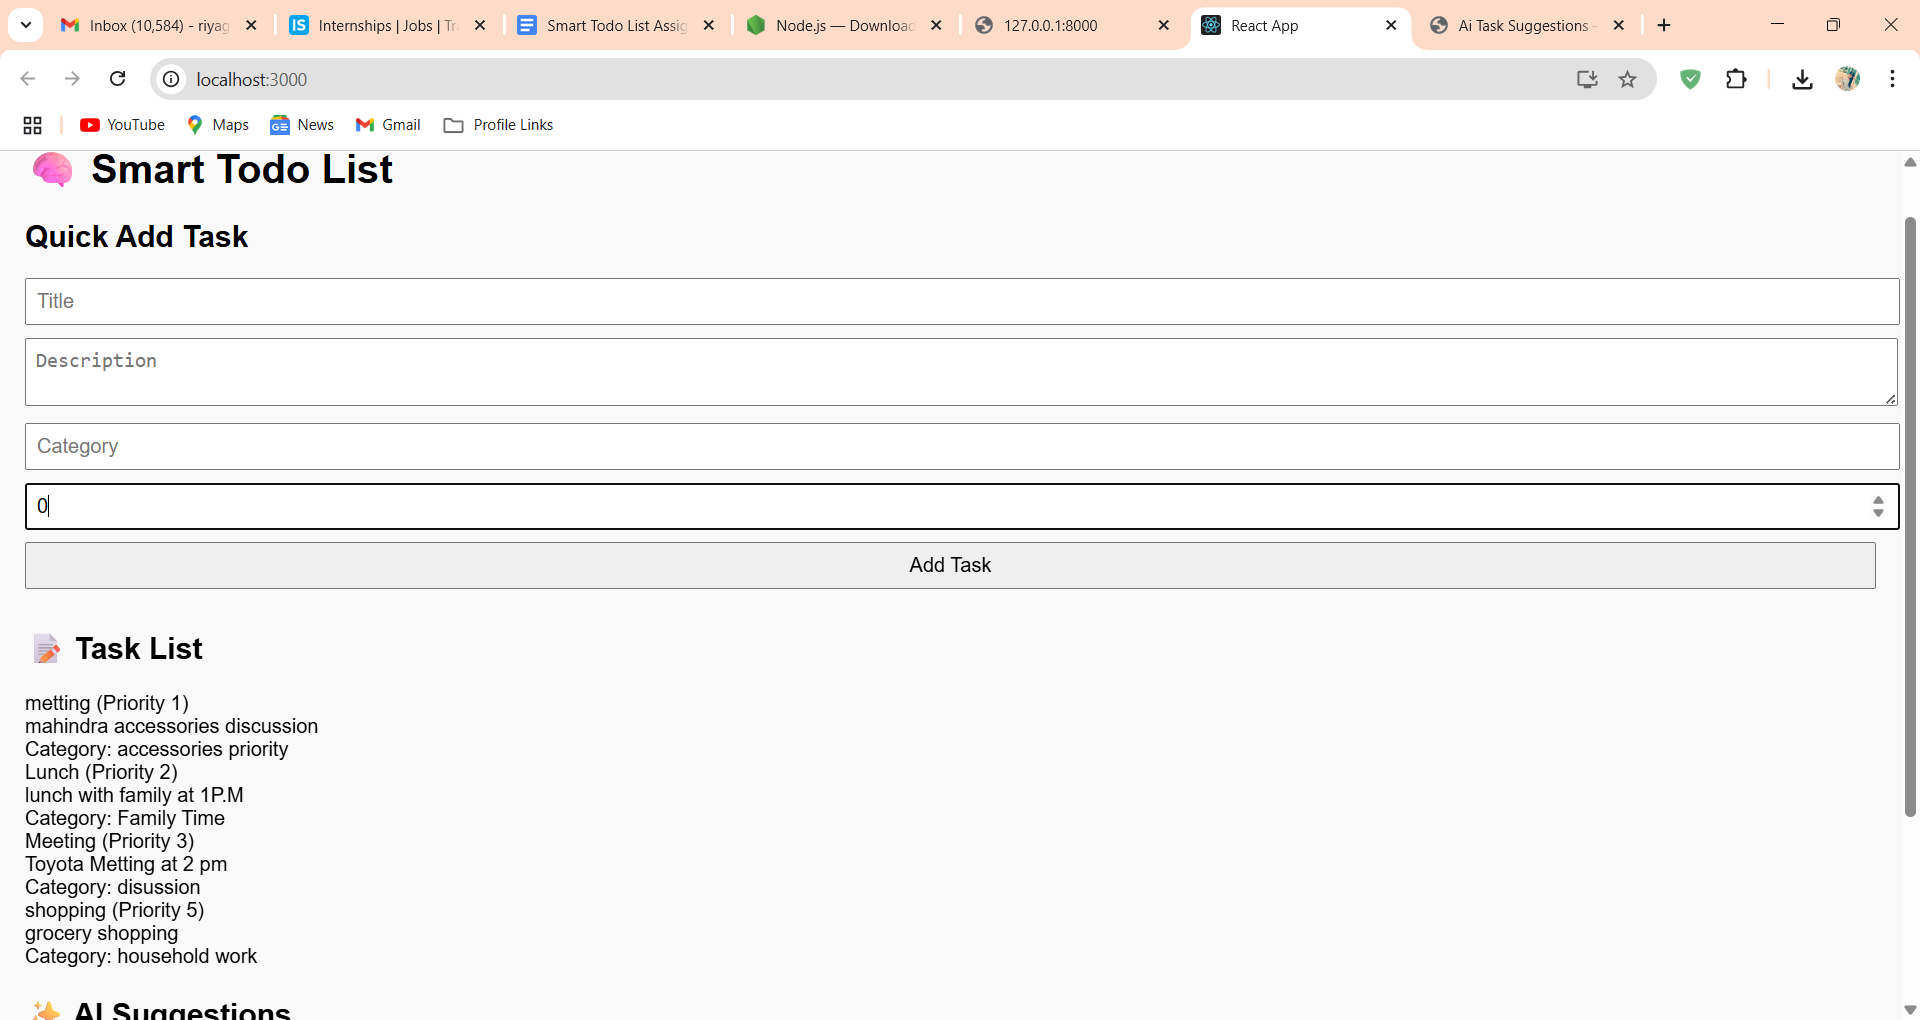 Inbox (10,584) - riyag
Internships | Jobs | Tr
Smart Todo List Assig
Node.js — Download
127.0.0.1:8000
React App
Ai Task Suggestions -
localhost:3000
YouTube
Maps
News
Gmail
Profile Links
Smart Todo List
Quick Add Task
Title
Description
Category
0
Add Task
Task List
metting (Priority 1)
mahindra accessories discussion
Category: accessories priority
Lunch (Priority 2)
lunch with family at 1P.M
Category: Family Time
Meeting (Priority 3)
Toyota Metting at 2 pm
Category: disussion
shopping (Priority 5)
grocery shopping
Category: household work
AI Suggestions